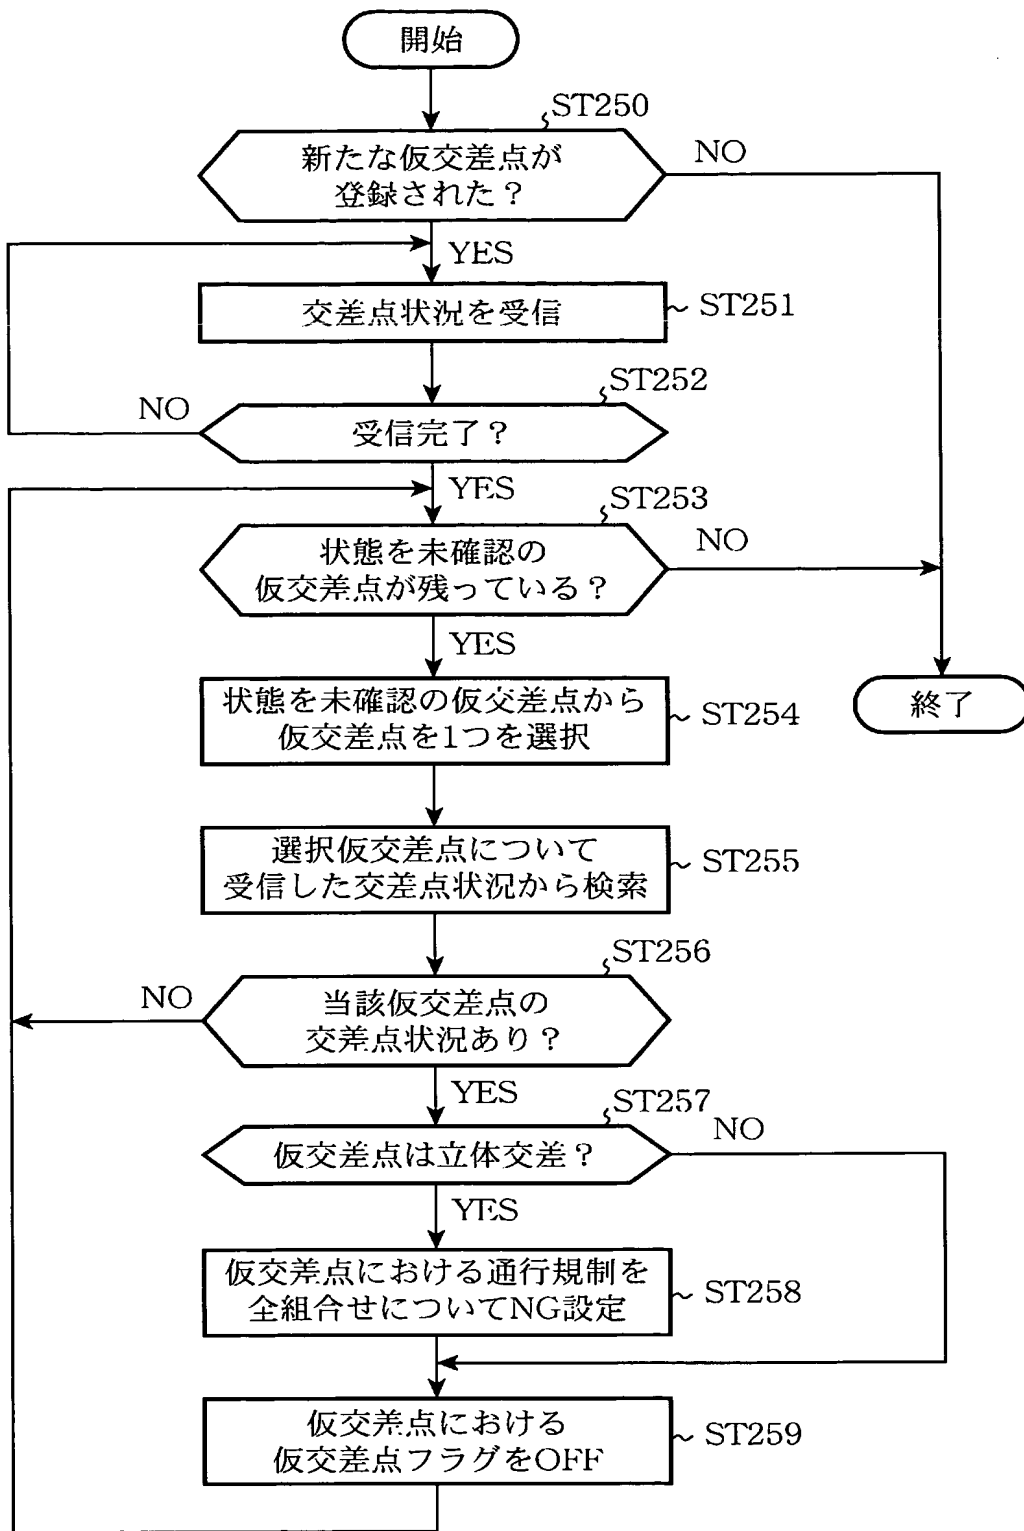 開始
ST250
新たな仮交差点が
登録された？
NO
YES
交差点状況を受信
ST251
ST252
NO
受信完了？
YES
ST253
状態を未確認の
仮交差点が残っている？
NO
YES
状態を未確認の仮交差点から
仮交差点を1つを選択
ST254
終了
選択仮交差点について
受信した交差点状況から検索
ST255
ST256
NO
当該仮交差点の
交差点状況あり？
YES
ST257
NO
仮交差点は立体交差？
YES
仮交差点における通行規制を
全組合せについてNG設定
ST258
仮交差点における
仮交差点フラグをOFF
ST259